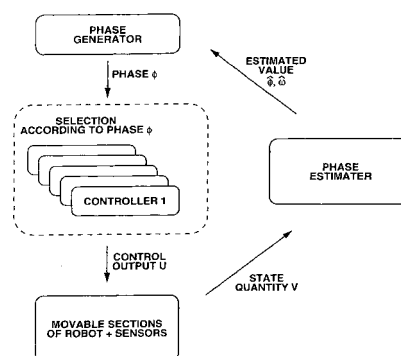 PHASE
GENERATOR
PHASE ϕ
ESTIMATED
VALUE
ϕ̂, ω̂
SELECTION
ACCORDING TO PHASE ϕ
CONTROLLER 1
PHASE
ESTIMATER
CONTROL
OUTPUT U
STATE
QUANTITY V
MOVABLE SECTIONS
OF ROBOT + SENSORS